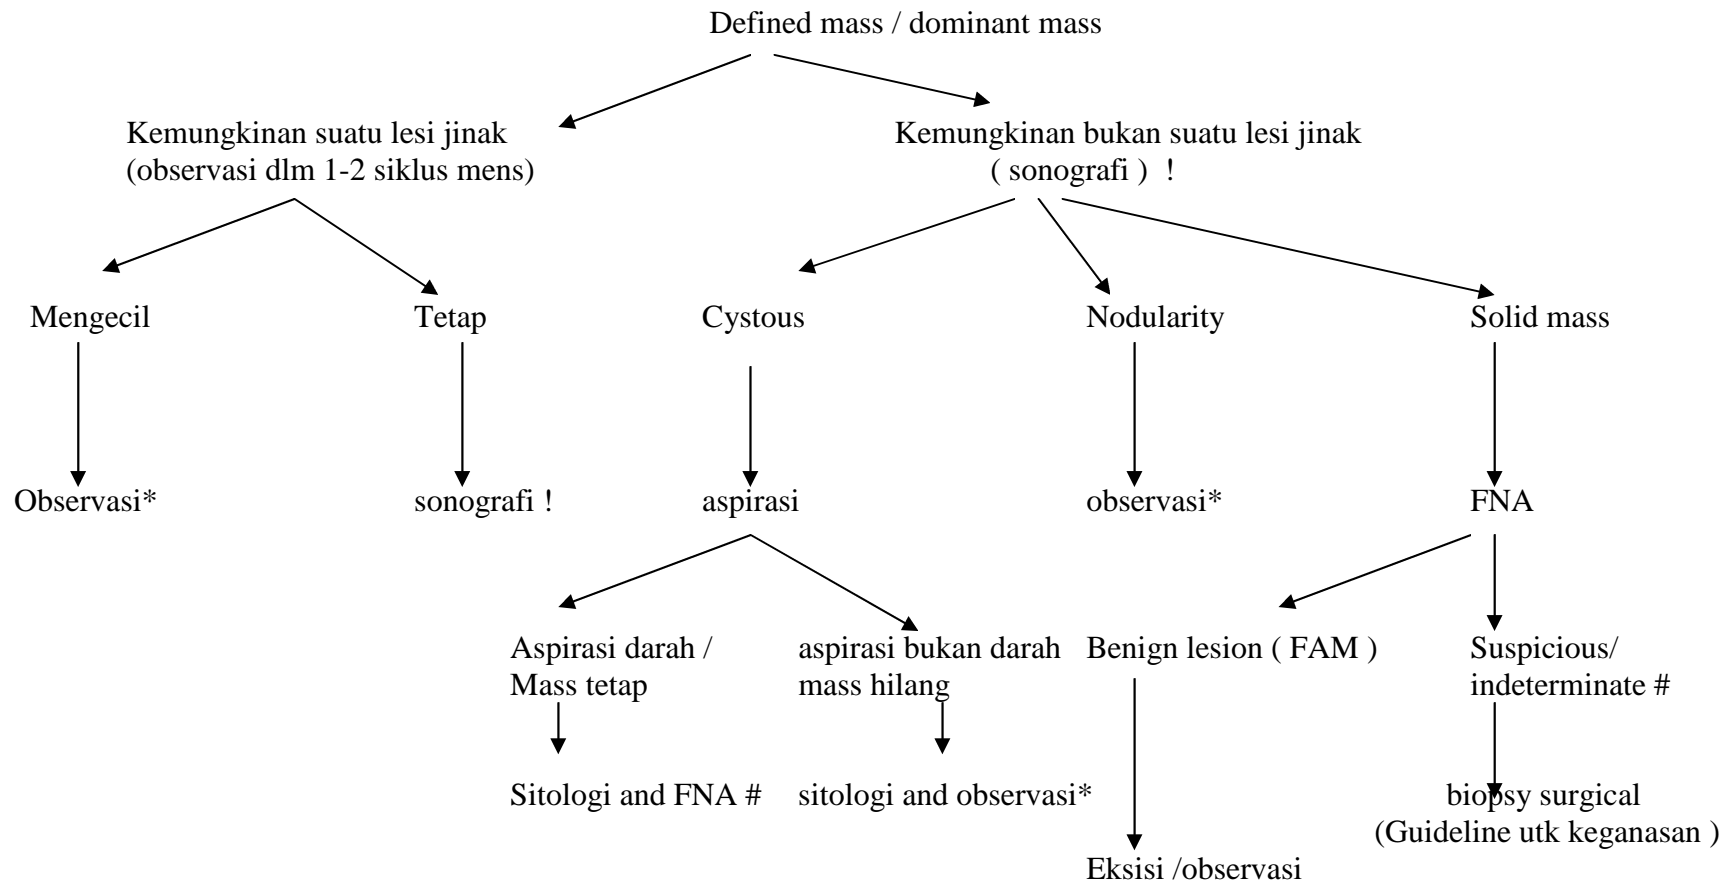 Defined mass / dominant mass
Kemungkinan suatu lesi jinak
(observasi dlm 1-2 siklus mens)
Kemungkinan bukan suatu lesi jinak
( sonografi ) !
Mengecil
Tetap
Cystous
Nodularity
Solid mass
Observasi*
sonografi !
aspirasi
observasi*
FNA
Aspirasi darah /
Mass tetap
aspirasi bukan darah
mass hilang
Benign lesion ( FAM )
Suspicious/
indeterminate #
Sitologi and FNA #
sitologi and observasi*
biopsy surgical
(Guideline utk keganasan )
Eksisi /observasi